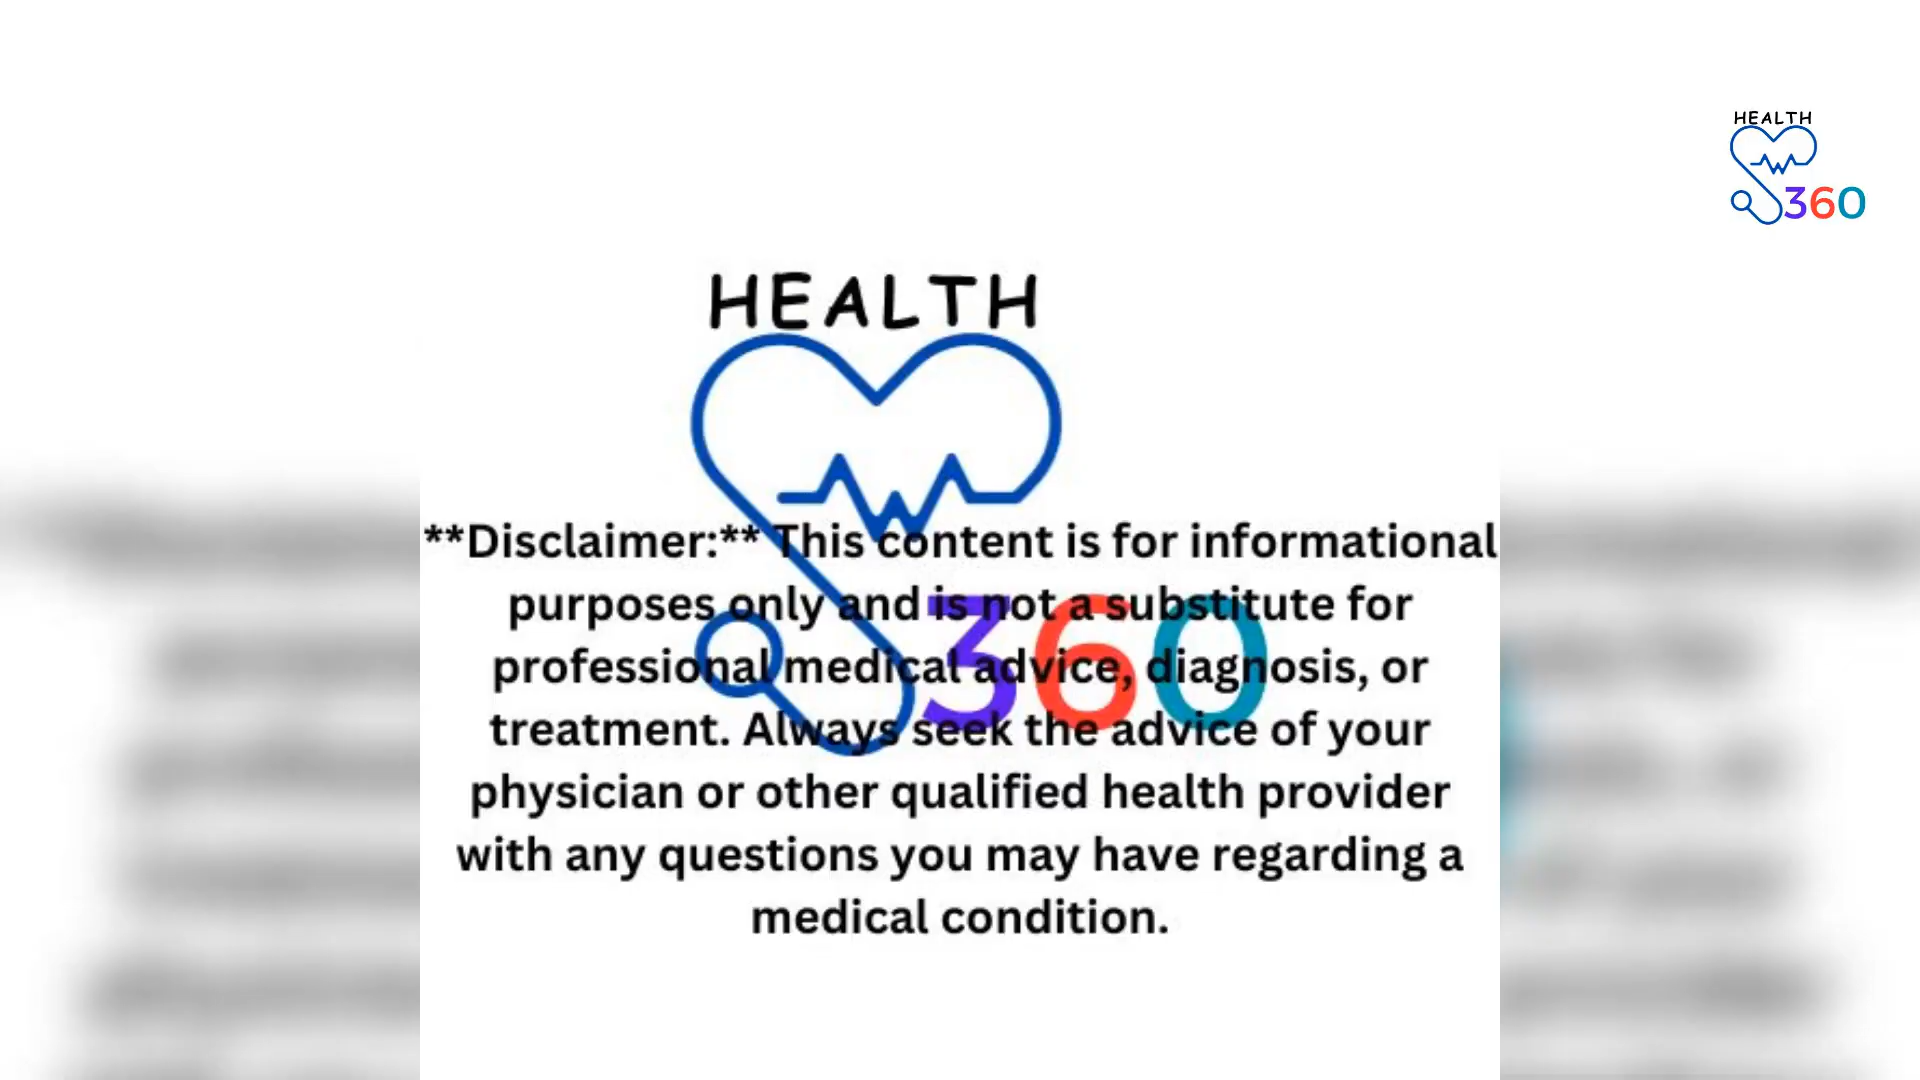 HEALTH
360
HEALTH
360
**Disclaimer:** This content is for informational
purposes only and is not a substitute for
professional medical advice, diagnosis, or
treatment. Always seek the advice of your
physician or other qualified health provider
with any questions you may have regarding a
medical condition.